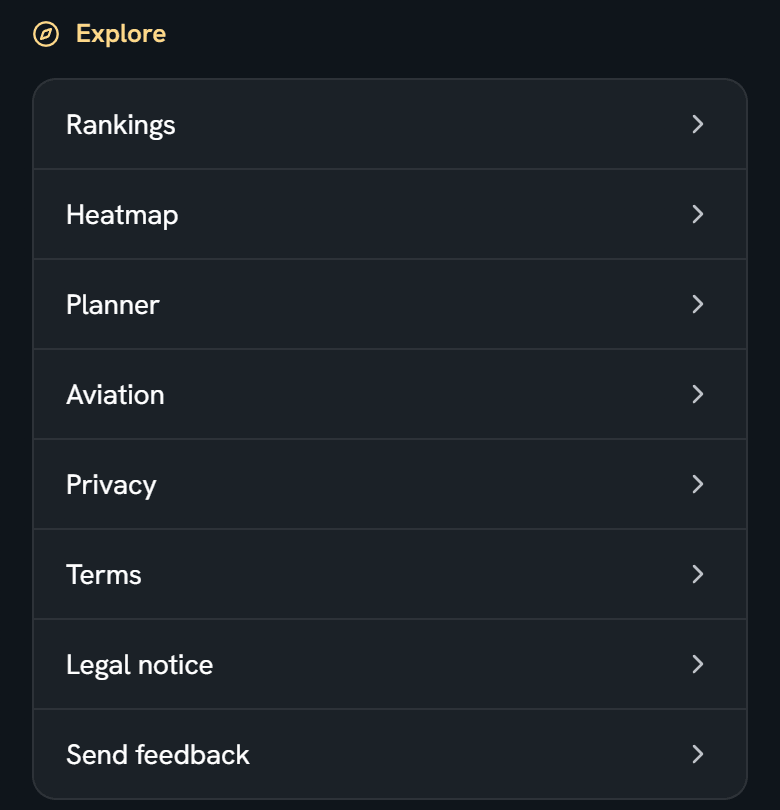 Explore
Rankings
Heatmap
Planner
Aviation
Privacy
Terms
Legal notice
Send feedback